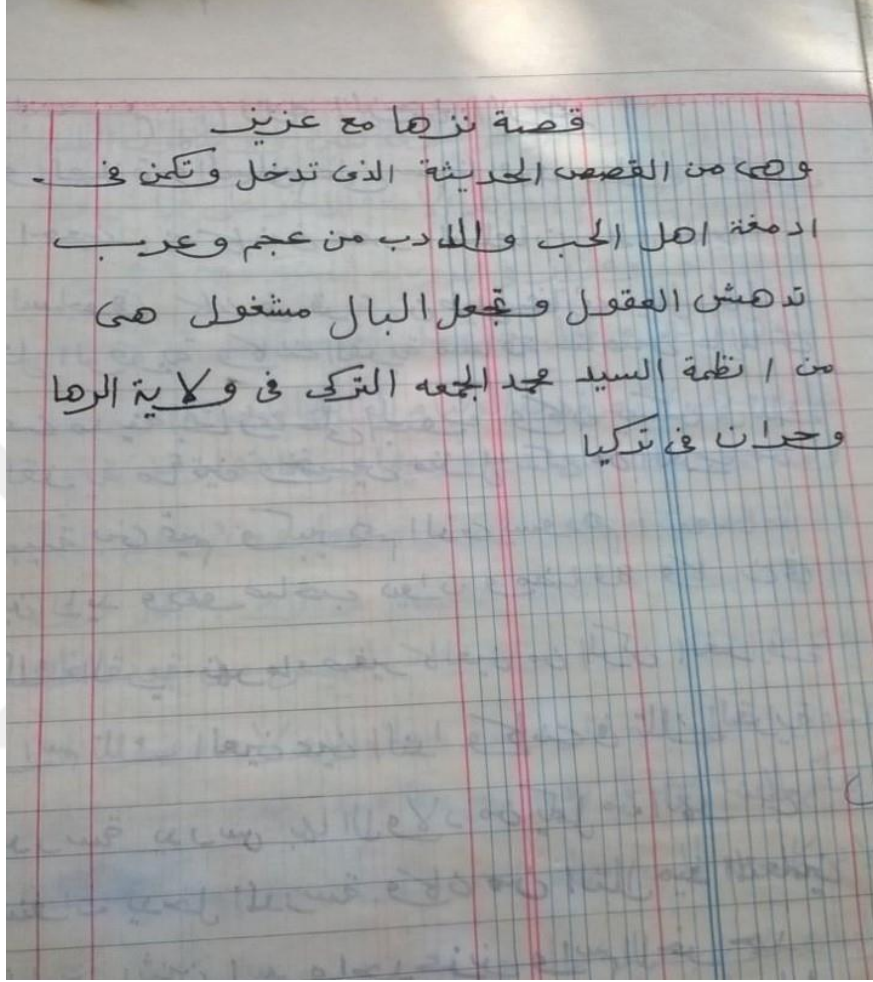 قصة نزها مع عزيز
وهى من القصص الحديثة الذى تدخل وتكمن فى
ادمغة اهل الحب والادب من عجم وعرب
تدهش العقول وتجعل البال مشغول هى
من انظمة السيد محمد الجمعه التركى فى ولاية الرها
وحران فى تركيا